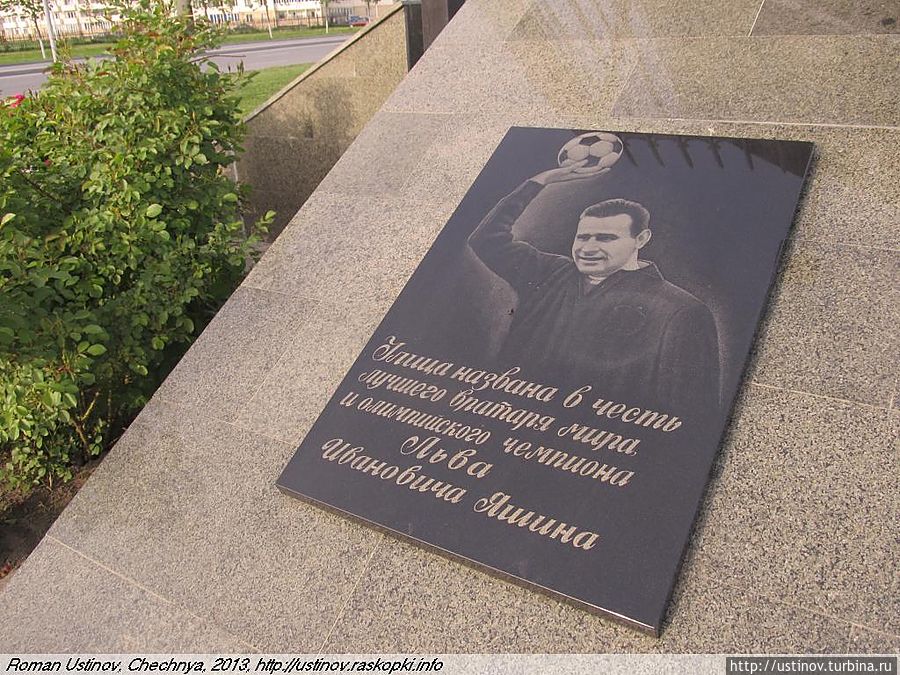 Улица названа в честь
лучшего вратаря мира,
и олимпийского чемпиона
Льва
Ивановича Яшина
Roman Ustinov, Chechnya, 2013, http://ustinov.raskopki.info
http://ustinov.turbina.ru